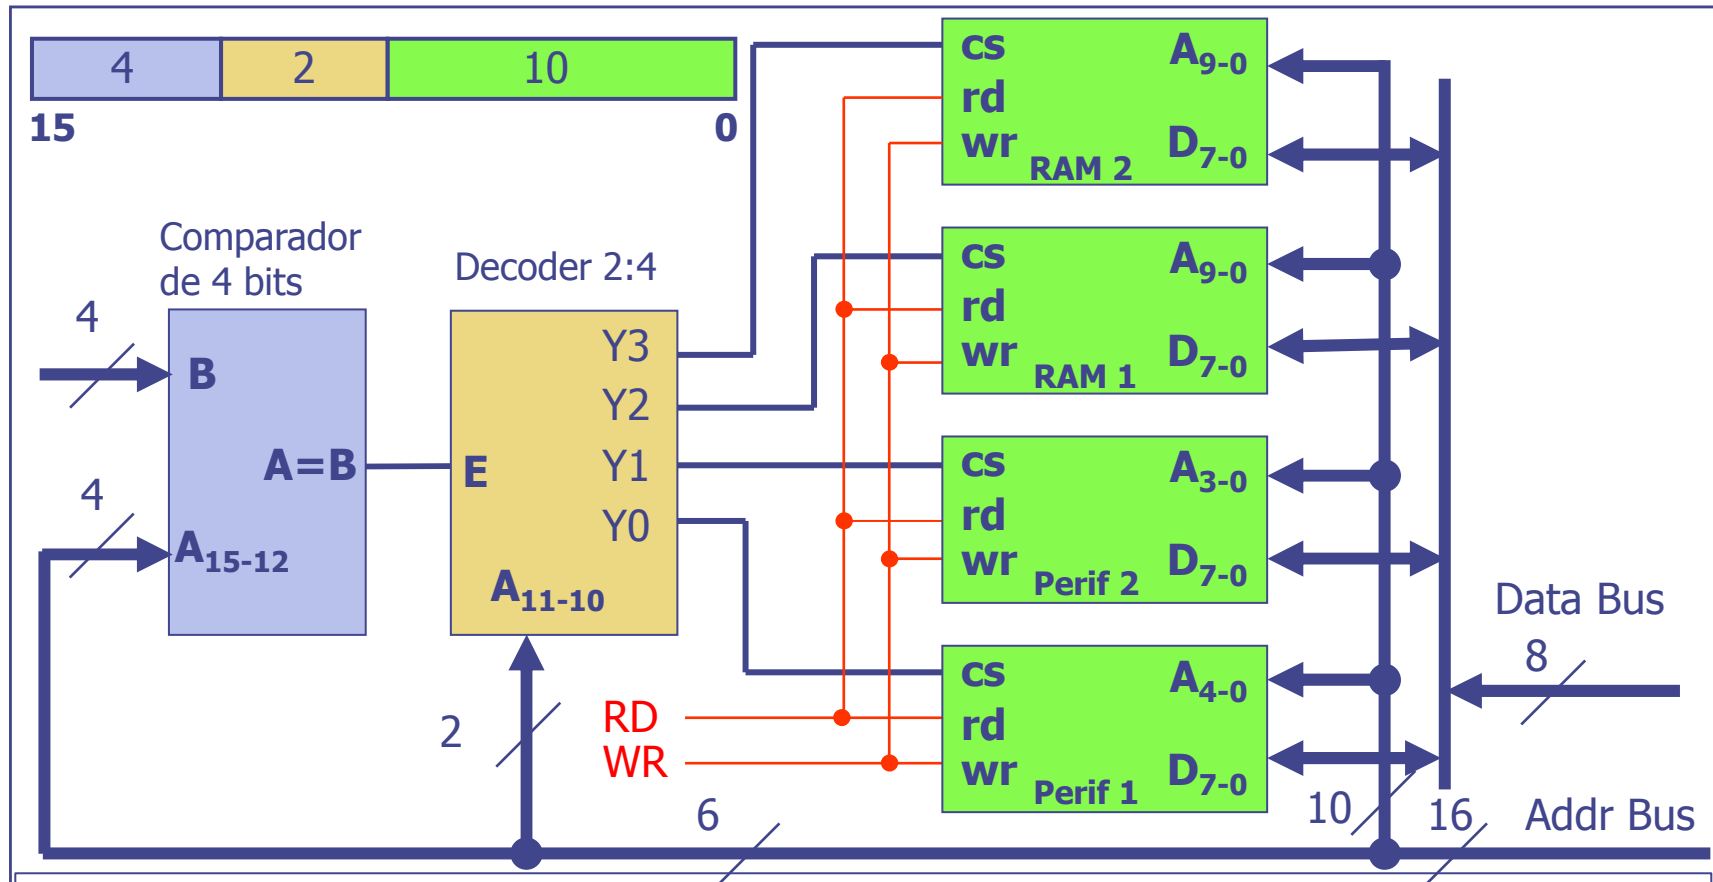 4 2 10
15 0
Comparador
de 4 bits
4
B
A=B
4
A15-12
Decoder 2:4
Y3
Y2
Y1
Y0
E
A11-10
2
RD
WR
6
cs A9-0
rd
wr RAM 2 D7-0
cs A9-0
rd
wr RAM 1 D7-0
cs A3-0
rd
wr Perif 2 D7-0
cs A4-0
rd
wr Perif 1 D7-0
Data Bus
8
10 16 Addr Bus